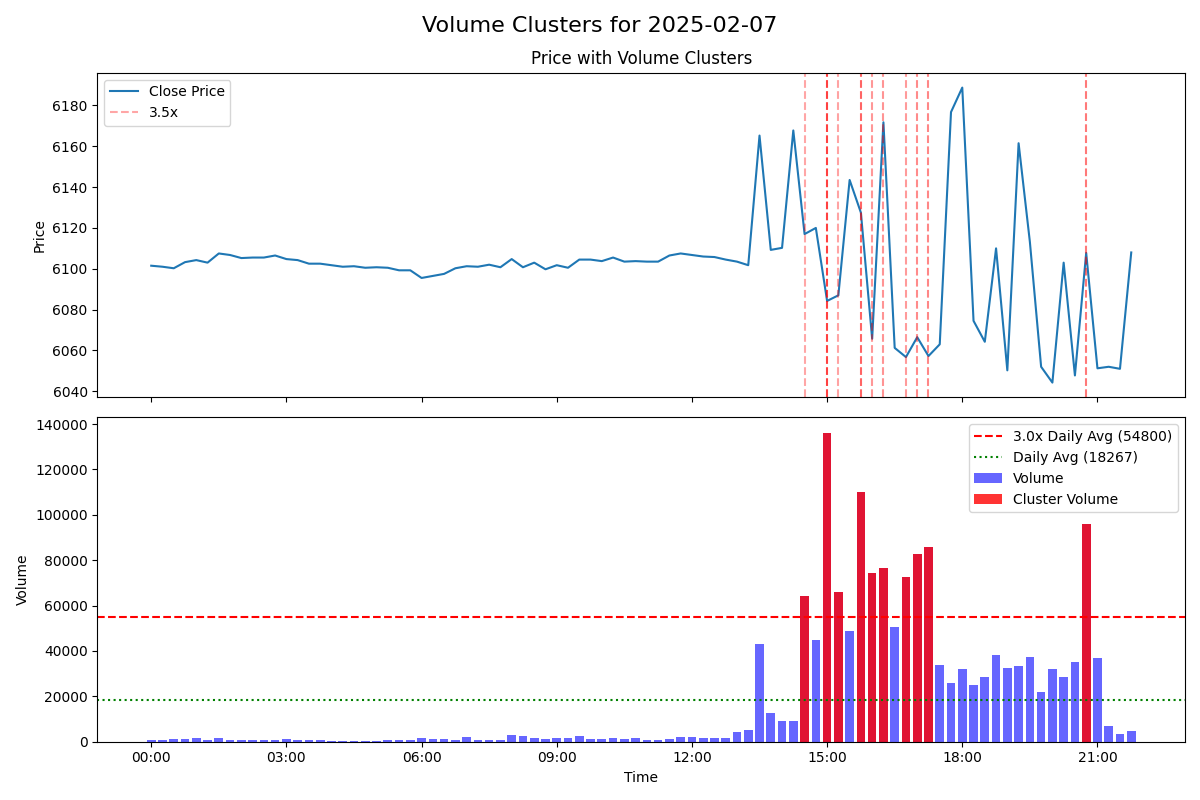 Volume Clusters for 2025-02-07
Price with Volume Clusters
Close Price
3.5x
Price
6180
6160
6140
6120
6100
6080
6060
6040
3.0x Daily Avg (54800)
Daily Avg (18267)
Volume
Cluster Volume
Volume
140000
120000
100000
80000
60000
40000
20000
0
00:00 03:00 06:00 09:00 12:00 15:00 18:00 21:00
Time